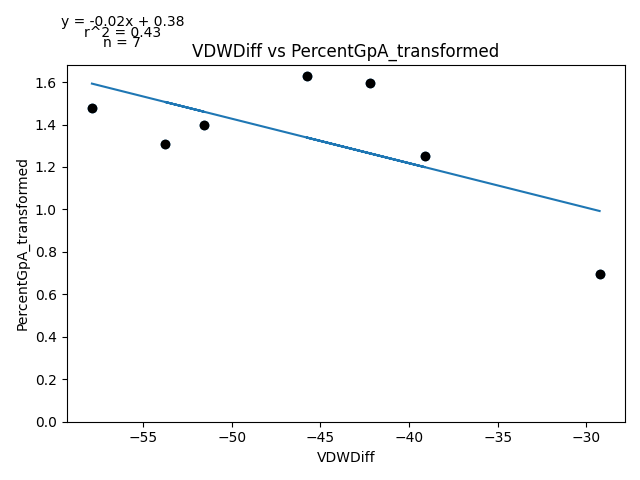 y = -0.02x + 0.38
r^2 = 0.43
n = 7
VDWDiff vs PercentGpA_transformed
PercentGpA_transformed
1.6
1.4
1.2
1.0
0.8
0.6
0.4
0.2
0.0
−55 −50 −45 −40 −35 −30
VDWDiff